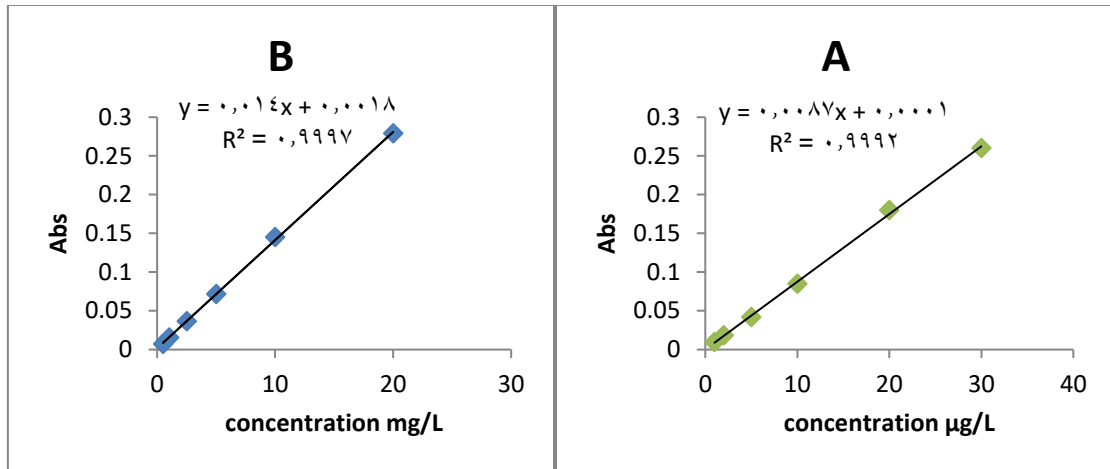 B
y = ٠,٠١٤x + ٠,٠٠١٨
R² = ٠,٩٩٩٧
0.3
0.25
0.2
0.15
0.1
0.05
0
0 10 20 30
Abs
concentration mg/L
A
y = ٠,٠٠٨٧x + ٠,٠٠٠١
R² = ٠,٩٩٩٢
0.3
0.25
0.2
0.15
0.1
0.05
0
0 10 20 30 40
Abs
concentration µg/L